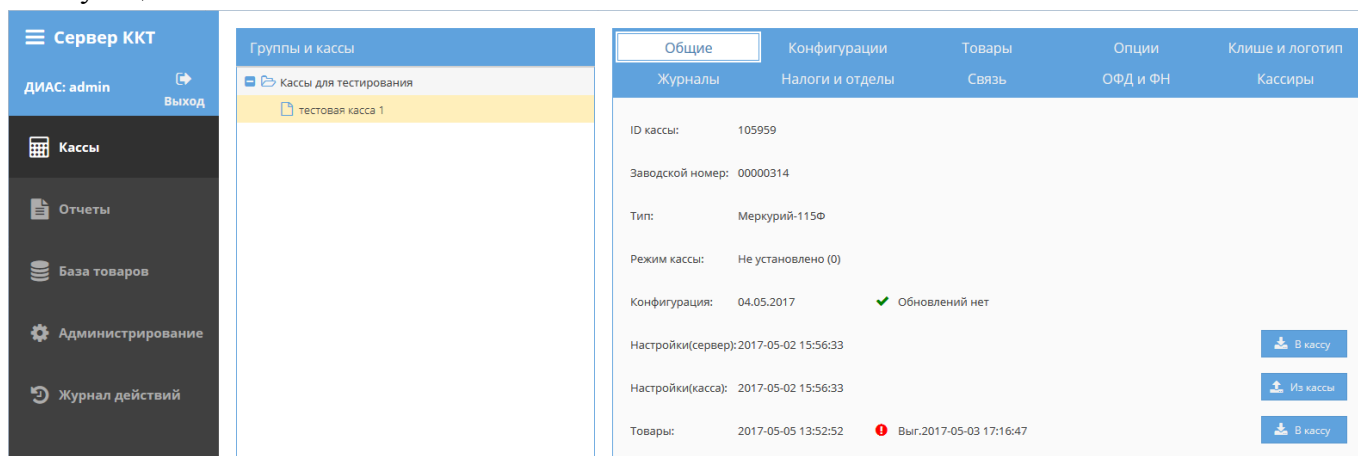 Сервер ККТ
ДИАС: admin
Выход
Кассы
Отчеты
База товаров
Администрирование
Журнал действий
Группы и кассы
Кассы для тестирования
тестовая касса 1
Общие Конфигурации Товары Опции Клише и логотип
Журналы Налоги и отделы Связь ОФД и ФН Кассиры
ID кассы: 105959
Заводской номер: 00000314
Тип: Меркурий-115Ф
Режим кассы: Не установлено (0)
Конфигурация: 04.05.2017 Обновлений нет
Настройки(сервер): 2017-05-02 15:56:33 В кассу
Настройки(касса): 2017-05-02 15:56:33 Из кассы
Товары: 2017-05-05 13:52:52 Выг.2017-05-03 17:16:47 В кассу